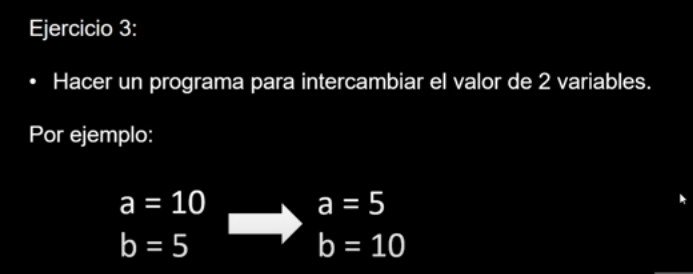 Ejercicio 3:
• Hacer un programa para intercambiar el valor de 2 variables.
Por ejemplo:
a = 10 a = 5
b = 5 b = 10